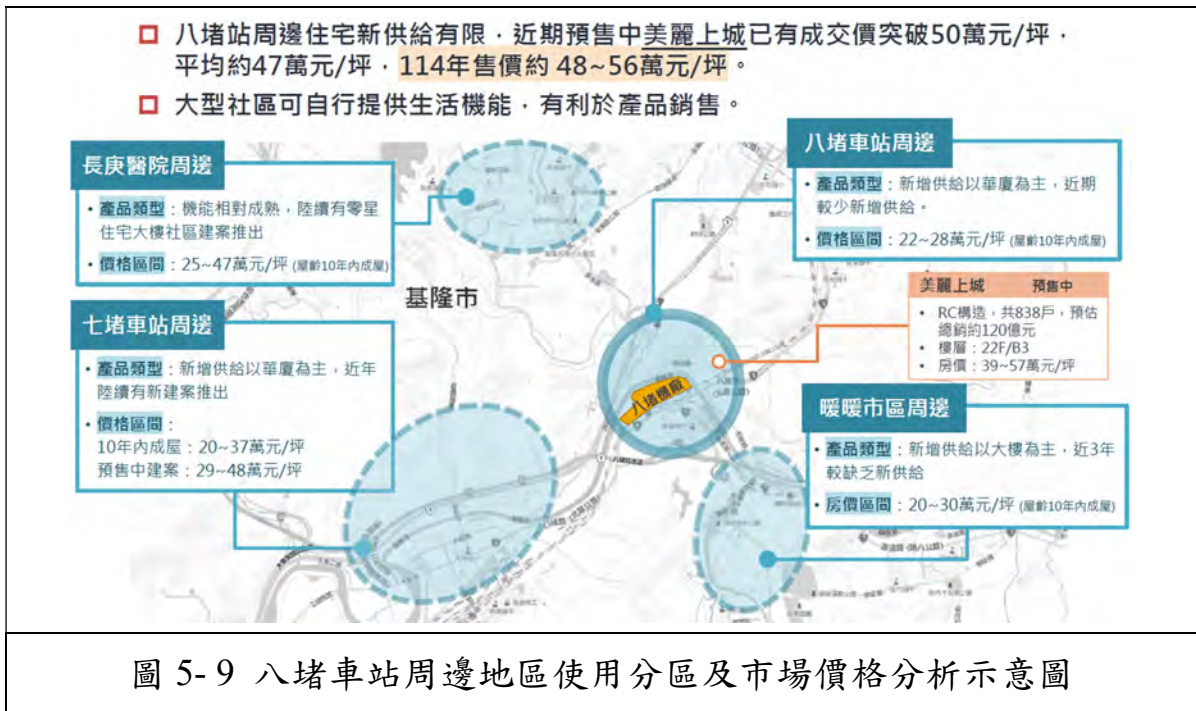 八堵站周邊住宅新供給有限，近期預售中美麗上城已有成交價突破50萬元/坪，
平均約47萬元/坪，114年售價約 48~56萬元/坪。
大型社區可自行提供生活機能，有利於產品銷售。
長庚醫院周邊
• 產品類型：機能相對成熟，陸續有零星
住宅大樓社區建案推出
• 價格區間：25~47萬元/坪 (屋齡10年內成屋)
八堵車站周邊
• 產品類型：新增供給以華廈為主，近期
較少新增供給。
• 價格區間：22~28萬元/坪 (屋齡10年內成屋)
基隆市
美麗上城 預售中
• RC構造，共838戶，預估
總銷約120億元
• 樓層：22F/B3
• 房價：39~57萬元/坪
七堵車站周邊
• 產品類型：新增供給以華廈為主，近年
陸續有新建案推出
• 價格區間：
10年內成屋：20~37萬元/坪
預售中建案：29~48萬元/坪
八堵機廠
暖暖市區周邊
• 產品類型：新增供給以大樓為主，近3年
較缺乏新供給
• 房價區間：20~30萬元/坪 (屋齡10年內成屋)
圖 5- 9 八堵車站周邊地區使用分區及市場價格分析示意圖